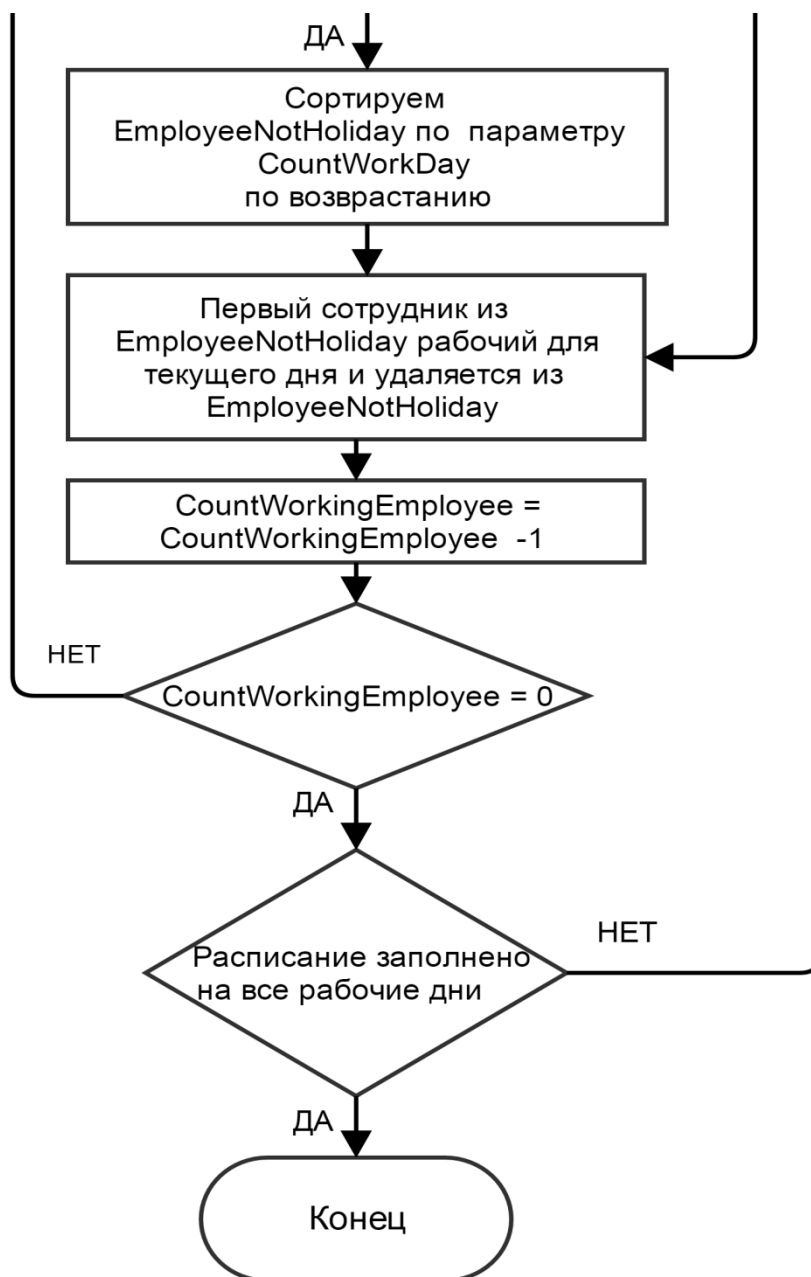 ДА
Сортируем
EmployeeNotHoliday по параметру
CountWorkDay
по возврастанию
Первый сотрудник из
EmployeeNotHoliday рабочий для
текущего дня и удаляется из
EmployeeNotHoliday
CountWorkingEmployee =
CountWorkingEmployee -1
НЕТ
CountWorkingEmployee = 0
ДА
НЕТ
Расписание заполнено
на все рабочие дни
ДА
Конец